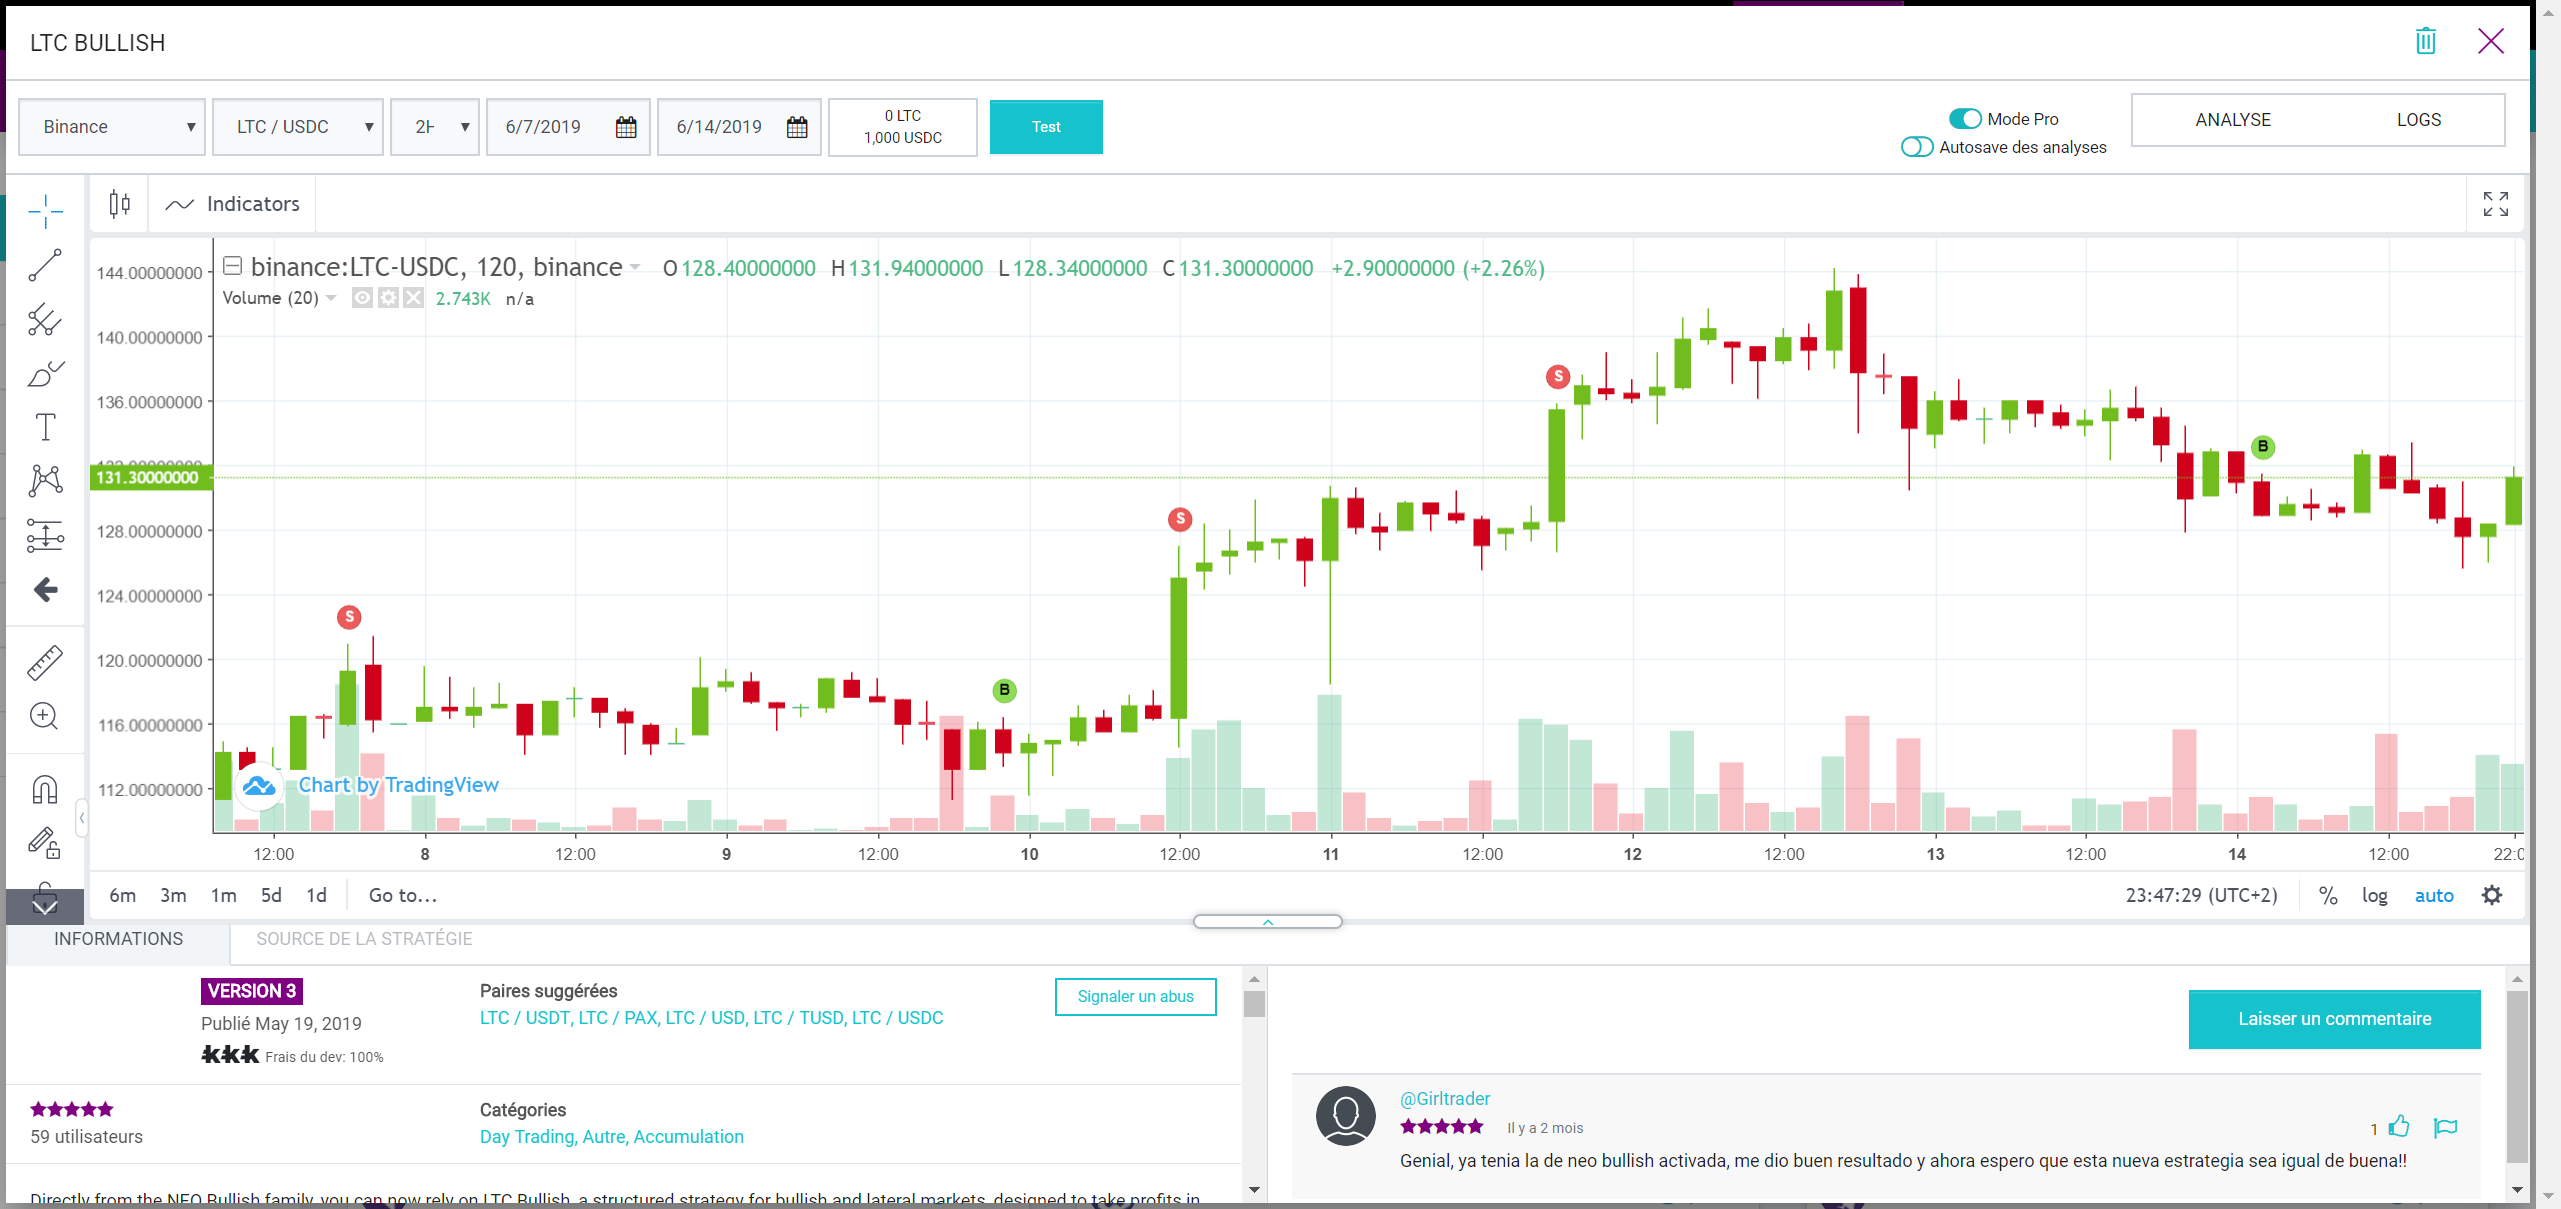 LTC BULLISH
Binance
LTC / USDC
2H
6/7/2019
6/14/2019
0 LTC
1,000 USDC
Test
Mode Pro
Autosave des analyses
ANALYSE
LOGS
Indicators
binance:LTC-USDC, 120, binance
O128.40000000 H131.94000000 L128.34000000 C131.30000000 +2.90000000 (+2.26%)
Volume (20)
2.743K n/a
144.00000000
140.00000000
136.00000000
131.30000000
128.00000000
124.00000000
120.00000000
116.00000000
112.00000000
S
B
S
S
B
Chart by TradingView
12:00 8 12:00 9 12:00 10 12:00 11 12:00 12 12:00 13 12:00 14 12:00
6m 3m 1m 5d 1d Go to...
23:47:29 (UTC+2) % log auto
INFORMATIONS
SOURCE DE LA STRATÉGIE
VERSION 3
Publié May 19, 2019
Frais du dev: 100%
Paires suggérées
LTC / USDT, LTC / PAX, LTC / USD, LTC / TUSD, LTC / USDC
Signaler un abus
59 utilisateurs
Catégories
Day Trading, Autre, Accumulation
Directly from the NEO Bullish family, you can now rely on LTC Bullish, a structured strategy for bullish and lateral markets, designed to take profits in
Laisser un commentaire
@Girltrader
Il y a 2 mois
1
Genial, ya tenia la de neo bullish activada, me dio buen resultado y ahora espero que esta nueva estrategia sea igual de buena!!